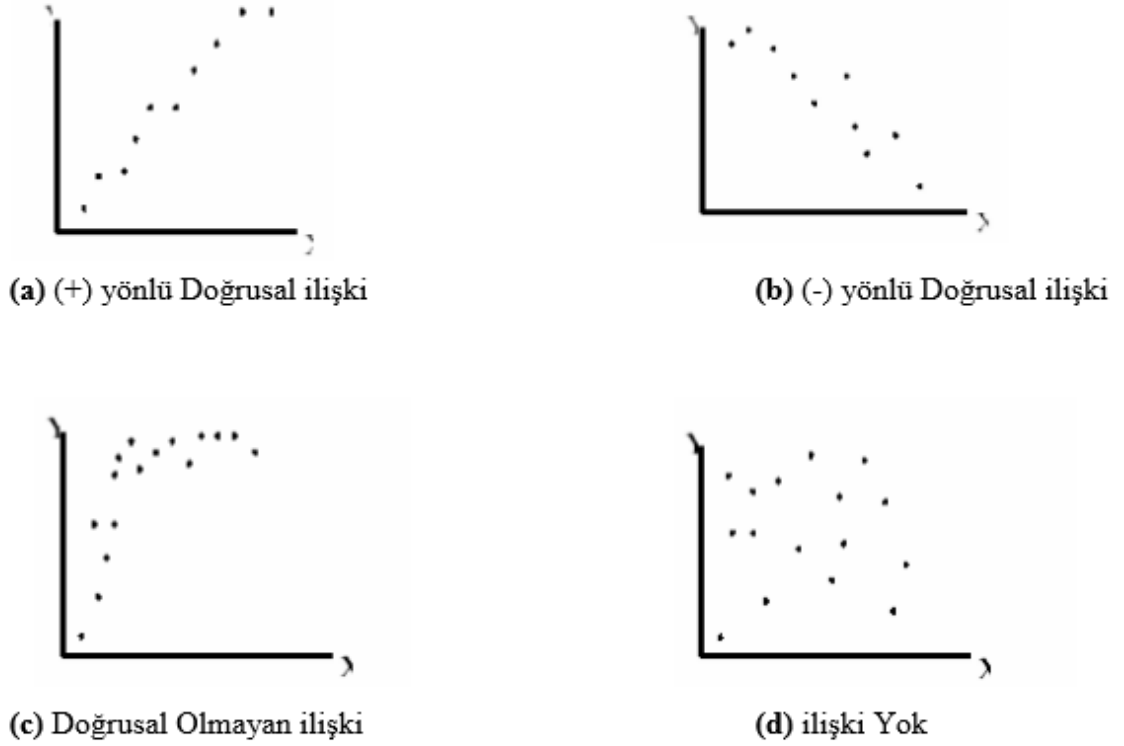 Y
Y
X
X
(a) (+) yönlü Doğrusal ilişki
(b) (-) yönlü Doğrusal ilişki
Y
Y
X
X
(c) Doğrusal Olmayan ilişki
(d) ilişki Yok